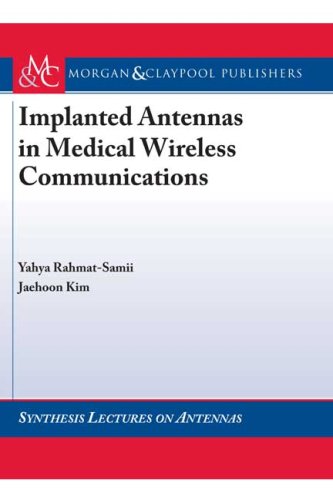 M&C
MORGAN & CLAYPOOL PUBLISHERS
Implanted Antennas
in Medical Wireless
Communications
Yahya Rahmat-Samii
Jaehoon Kim
SYNTHESIS LECTURES ON ANTENNAS